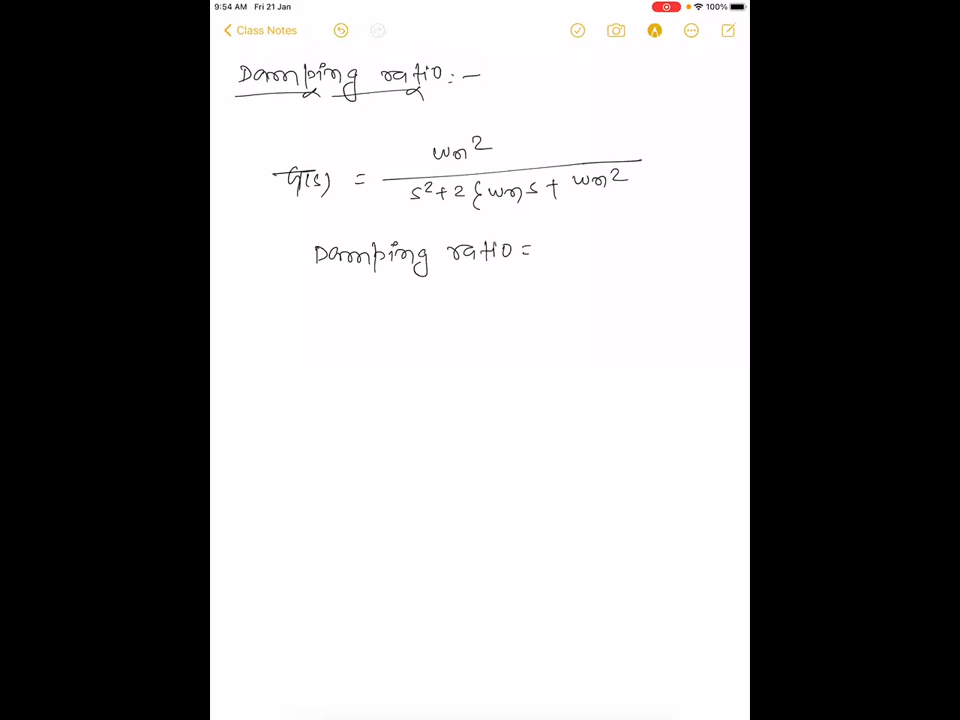 9:54 AM Fri 21 Jan 100%
Class Notes
Damping ratio :-
G(s) = ωn² / s² + 2ξωns + ωn²
Damping ratio =